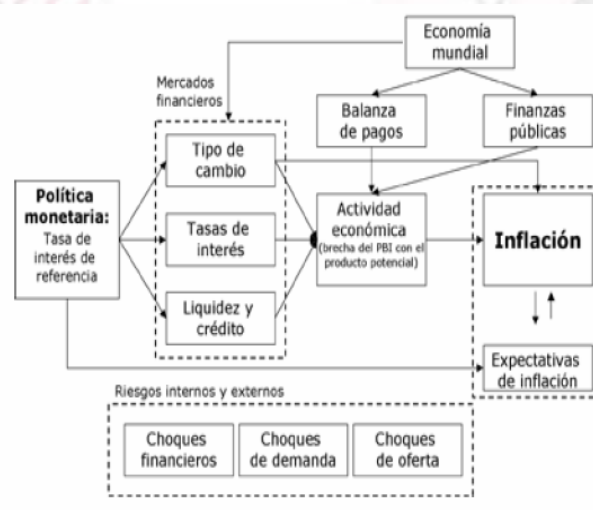 Economía
mundial
Mercados
financieros
Balanza
de pagos
Finanzas
públicas
Tipo de
cambio
Política
monetaria:
Tasa de
interés de
referencia
Tasas de
interés
Actividad
económica
(brecha del PBI con el
producto potencial)
Inflación
Liquidez y
crédito
Expectativas
de inflación
Riesgos internos y externos
Choques
financieros
Choques
de demanda
Choques
de oferta